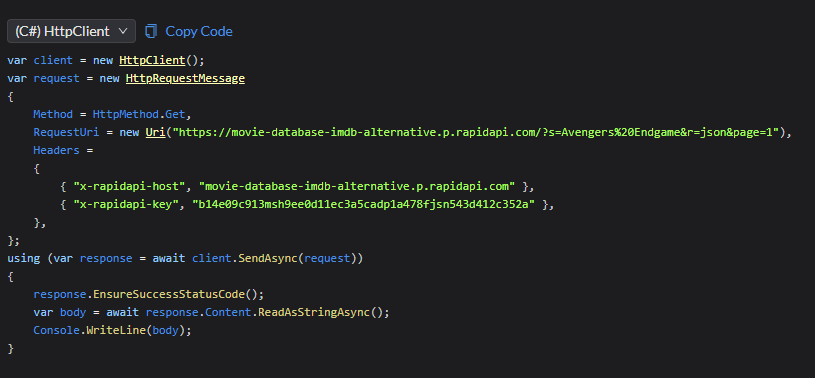 (C#) HttpClient Copy Code
var client = new HttpClient();
var request = new HttpRequestMessage
{
    Method = HttpMethod.Get,
    RequestUri = new Uri("https://movie-database-imdb-alternative.p.rapidapi.com/?s=Avengers%20Endgame&r=json&page=1"),
    Headers =
    {
        { "x-rapidapi-host", "movie-database-imdb-alternative.p.rapidapi.com" },
        { "x-rapidapi-key", "b14e09c913msh9ee0d11ec3a5cadp1a478fjsn543d412c352a" },
    },
};
using (var response = await client.SendAsync(request))
{
    response.EnsureSuccessStatusCode();
    var body = await response.Content.ReadAsStringAsync();
    Console.WriteLine(body);
}